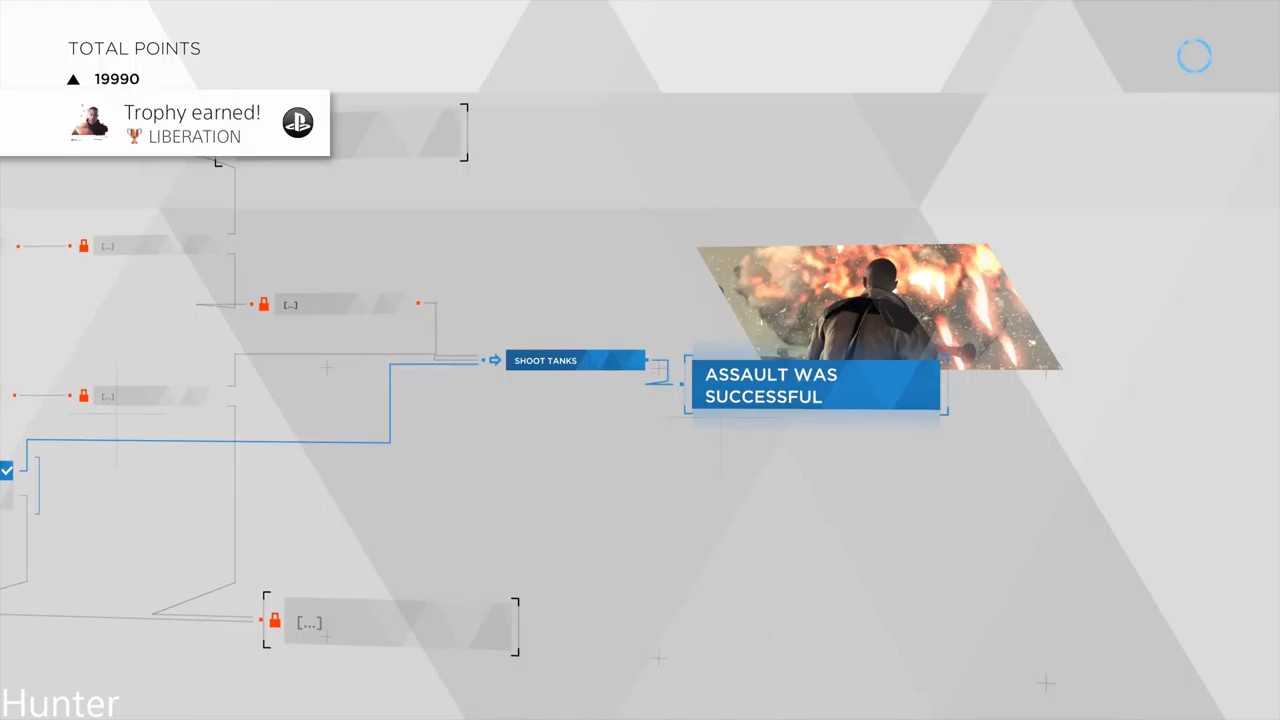 TOTAL POINTS
19990
Trophy earned!
LIBERATION
[...]
[...]
SHOOT TANKS
ASSAULT WAS
SUCCESSFUL
[...]
[...]
Hunter